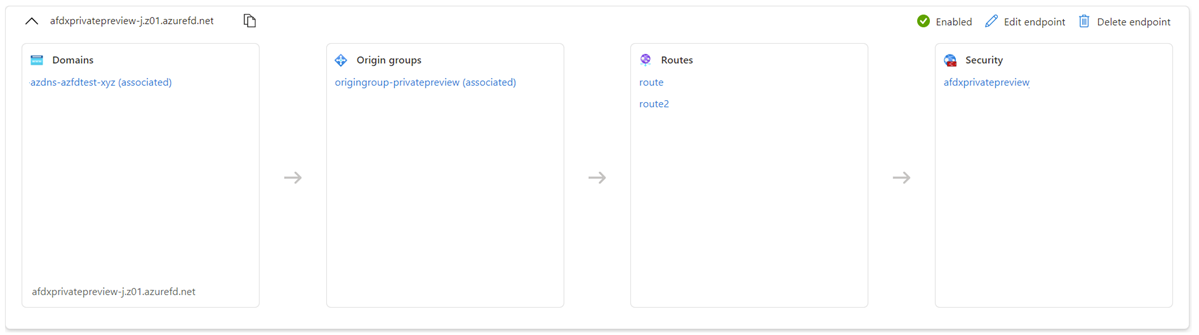 afdxprivatepreview-j.z01.azurefd.net
Enabled
Edit endpoint
Delete endpoint
Domains
azdns-azfdtest-xyz (associated)
afdxprivatepreview-j.z01.azurefd.net
Origin groups
origingroup-privatepreview (associated)
Routes
route
route2
Security
afdxprivatepreview